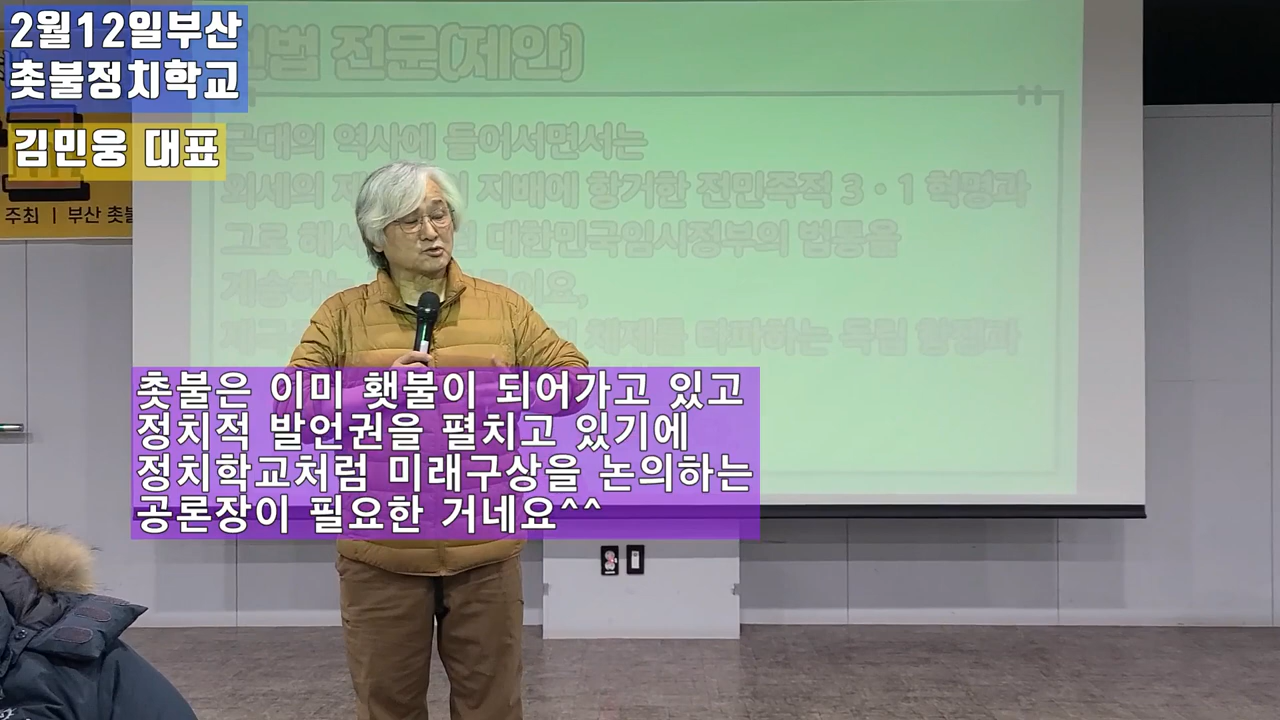 2월12일부산
촛불정치학교
김민웅 대표
주최 | 부산 촛불
헌법 전문(제안)
근대의 역사에 들어서면서는
외세의 지배에 항거한 전민족적 3·1 혁명과
그로 대한민국임시정부의 법통을
계승하는
체제를 타파하는 독립 항쟁과
촛불은 이미 횃불이 되어가고 있고
정치적 발언권을 펼치고 있기에
정치학교처럼 미래구상을 논의하는
공론장이 필요한 거네요^^